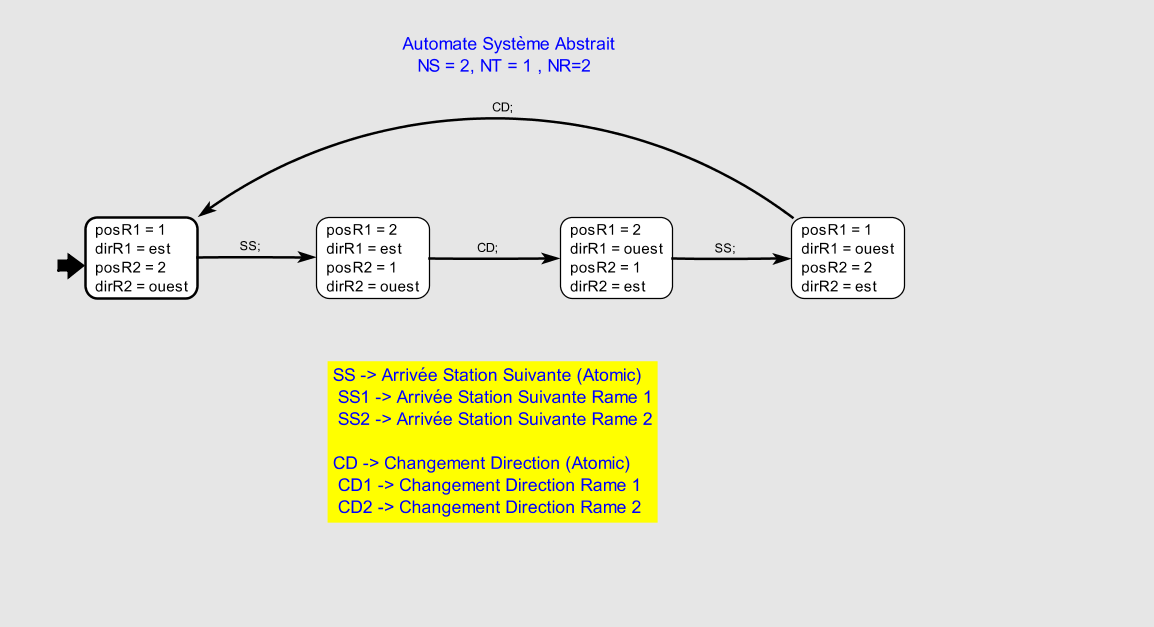 Automate Système Abstrait
NS = 2, NT = 1 , NR=2
CD;
posR1 = 1
dirR1 = est
posR2 = 2
dirR2 = ouest
SS;
posR1 = 2
dirR1 = est
posR2 = 1
dirR2 = ouest
CD;
posR1 = 2
dirR1 = ouest
posR2 = 1
dirR2 = est
SS;
posR1 = 1
dirR1 = ouest
posR2 = 2
dirR2 = est
SS -> Arrivée Station Suivante (Atomic)
SS1 -> Arrivée Station Suivante Rame 1
SS2 -> Arrivée Station Suivante Rame 2
CD -> Changement Direction (Atomic)
CD1 -> Changement Direction Rame 1
CD2 -> Changement Direction Rame 2